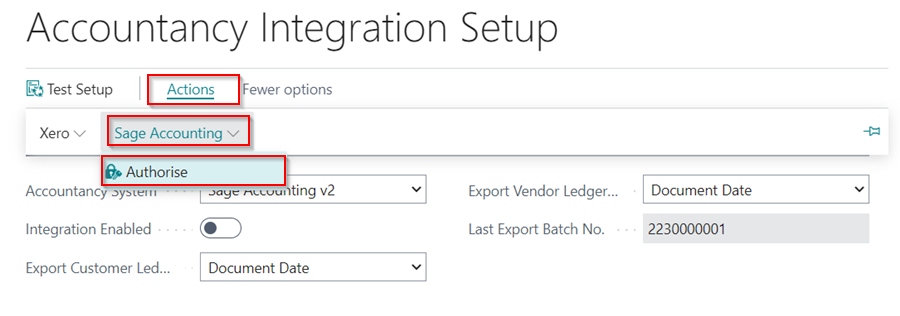 Accountancy Integration Setup
Test Setup Actions Fewer options
Xero Sage Accounting
Authorise
Accountancy System Sage Accounting v2 Export Vendor Ledger... Document Date
Integration Enabled Last Export Batch No. 2230000001
Export Customer Led... Document Date